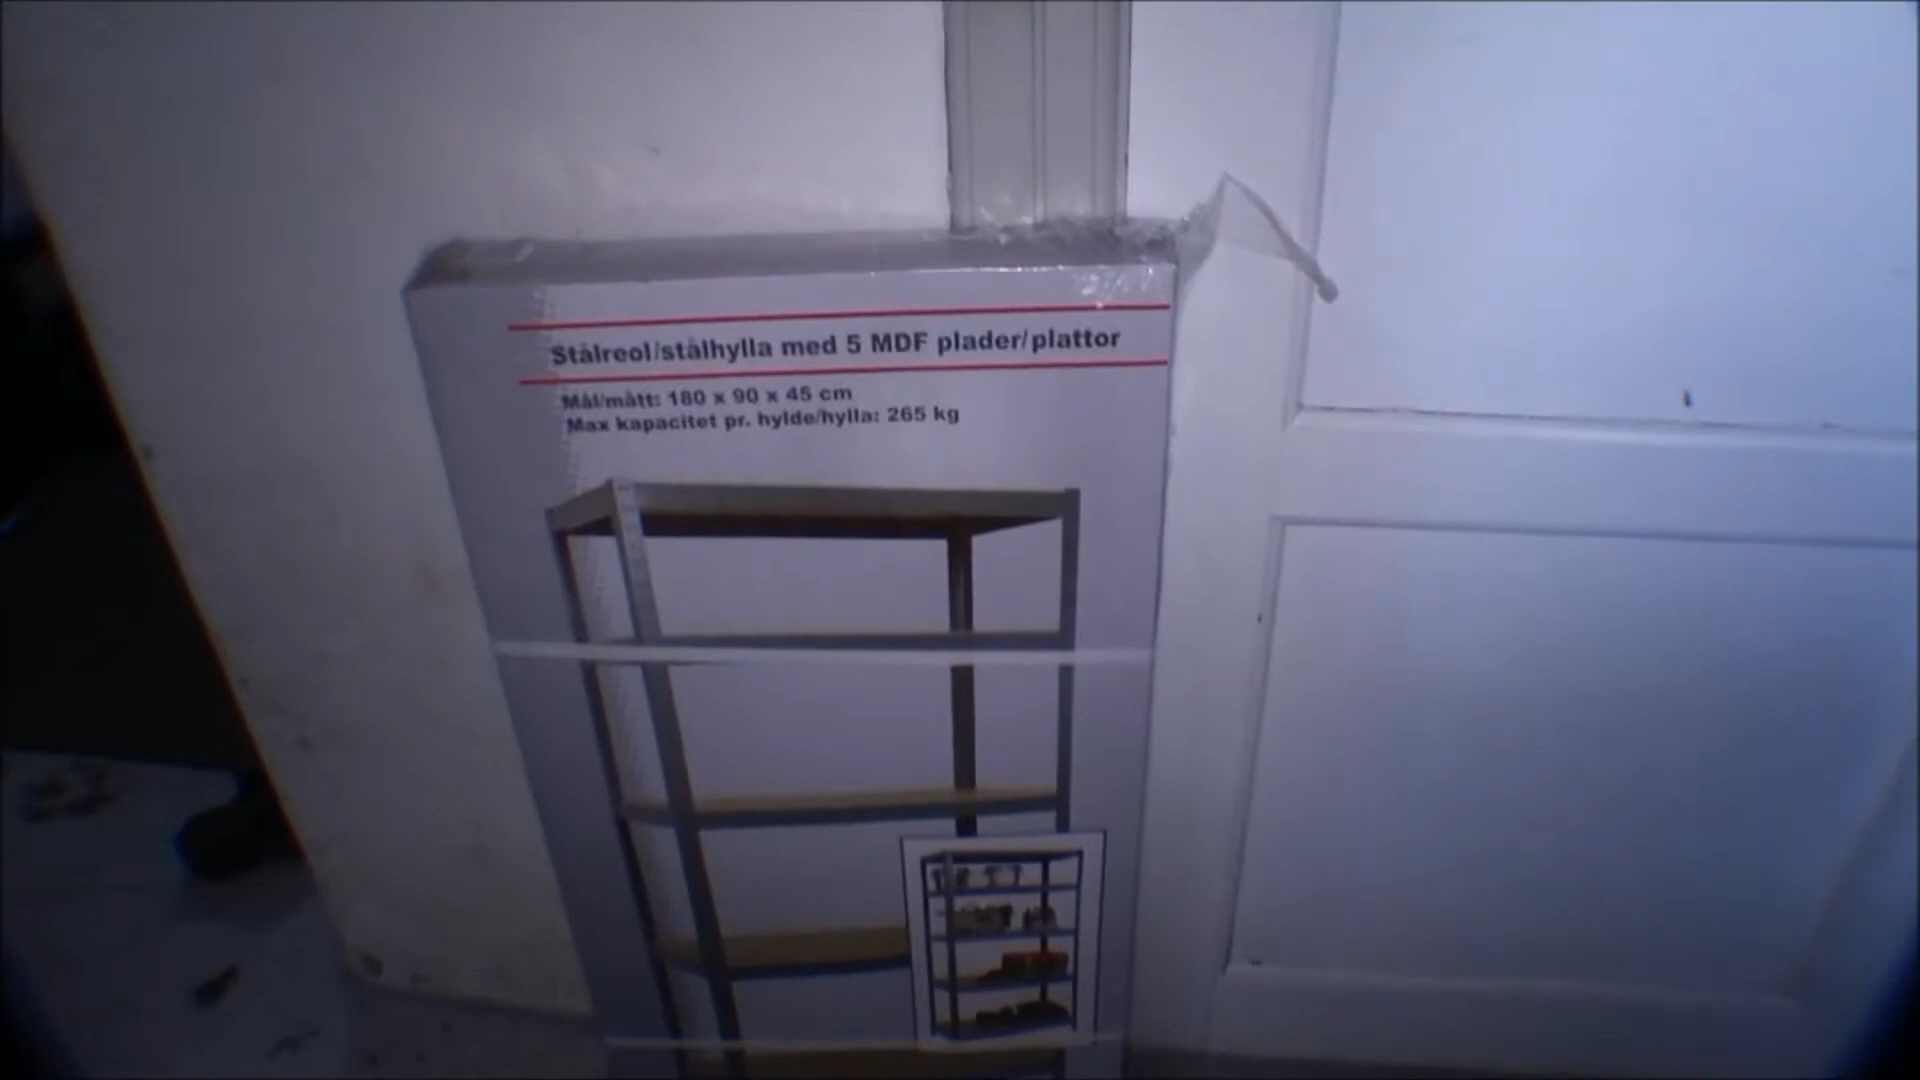 Stålreol/stålhylla med 5 MDF plader/plattor
Mål/mått: 180 x 90 x 45 cm
Max kapacitet pr. hylde/hylla: 265 kg